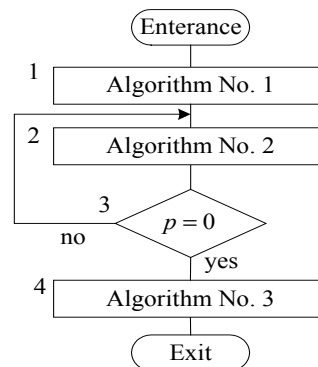 Enterance
1
Algorithm No. 1
2
Algorithm No. 2
3
p = 0
no
yes
4
Algorithm No. 3
Exit